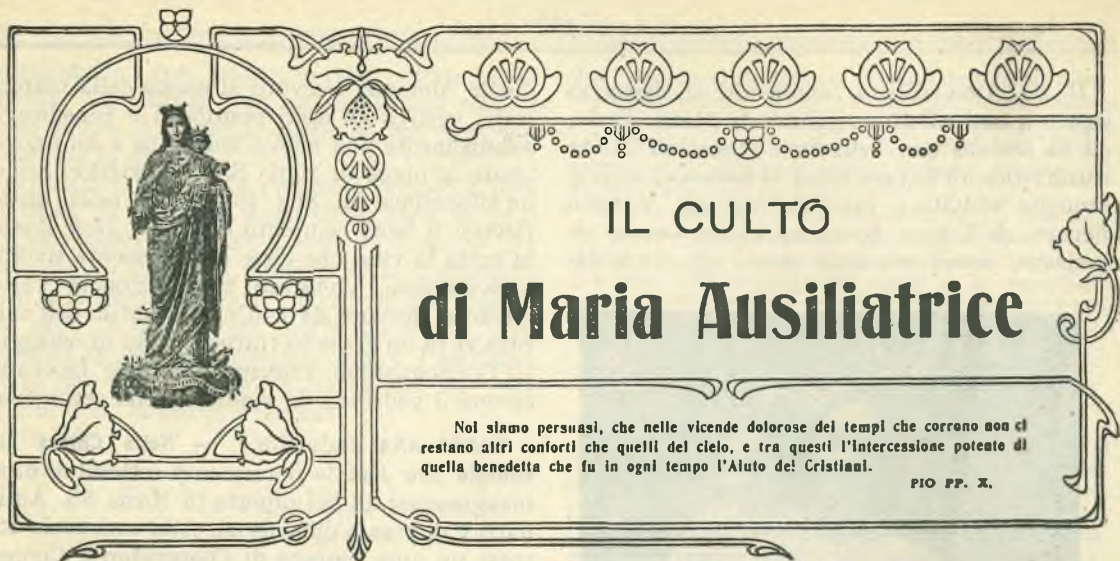 IL CULTO
di Maria Ausiliatrice
Noi siamo persuasi, che nelle vicende dolorose dei tempi che corrono non ci
restano altri conforti che quelli del cielo, e tra questi l'intercessione potente di
quella benedetta che fu in ogni tempo l'Aiuto dei Cristiani.
PIO PP. X.